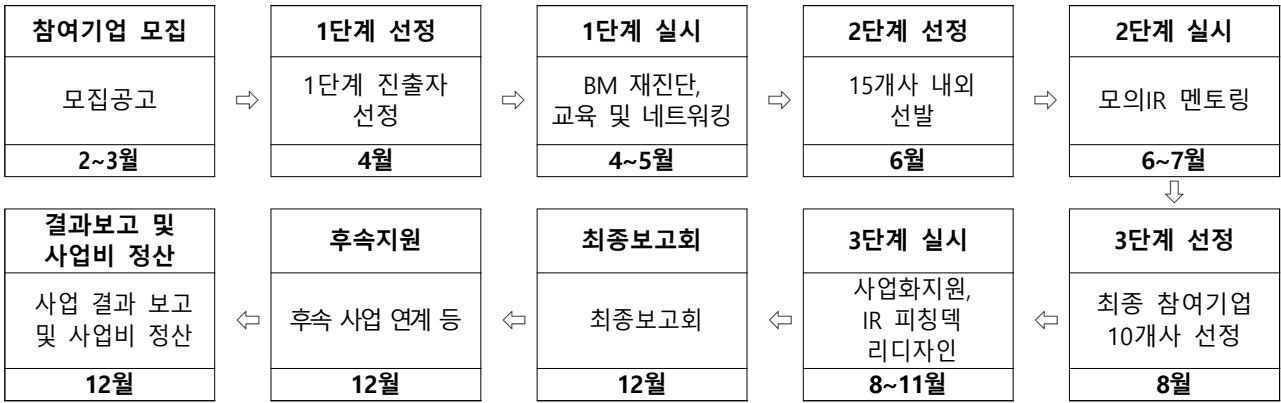 참여기업 모집
모집공고
2~3월
⇨
1단계 선정
1단계 진출자
선정
4월
⇨
1단계 실시
BM 재진단,
교육 및 네트워킹
4~5월
⇨
2단계 선정
15개사 내외
선발
6월
⇨
2단계 실시
모의IR 멘토링
6~7월
⇩
3단계 선정
최종 참여기업
10개사 선정
8월
⇦
3단계 실시
사업화지원,
IR 피칭덱
리디자인
8~11월
⇦
최종보고회
최종보고회
12월
⇦
후속지원
후속 사업 연계 등
12월
⇦
결과보고 및
사업비 정산
사업 결과 보고
및 사업비 정산
12월